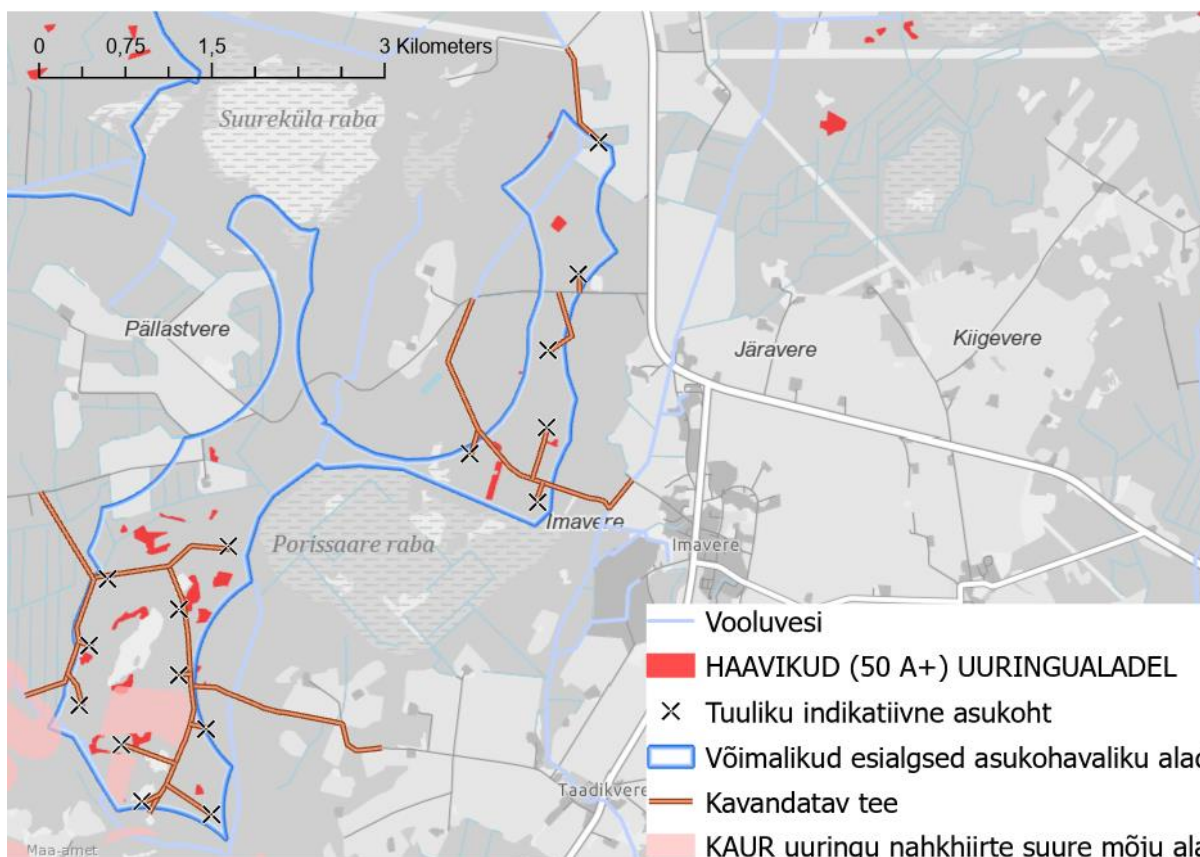 0 0,75 1,5 3 Kilometers
Suureküla raba
Pällastvere
Järavere
Kiigevere
Imavere
Porissaare raba
Imavere
Taadikvere
Maa-amet
Vooluvesi
HAAVIKUD (50 A+) UURINGUALADEL
Tuuliku indikatiivne asukoht
Võimalikud esialgsed asukohavaliku alad
Kavandatav tee
KAUR uuringu nahkhiirte suure mõju ala